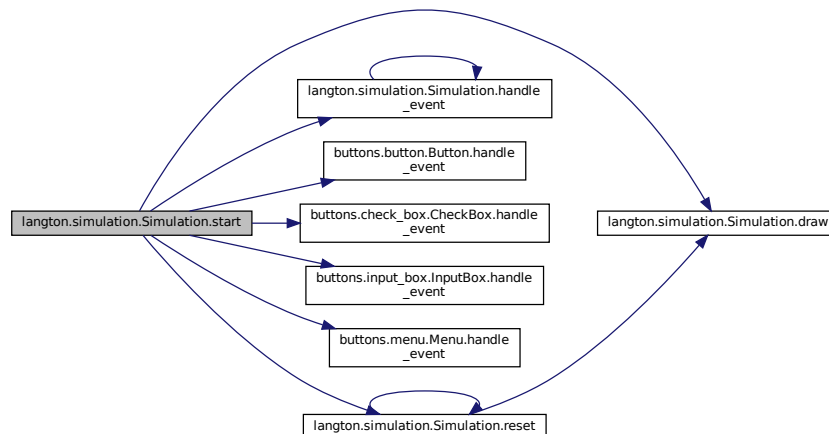 langton.simulation.Simulation.handle
_event
buttons.button.Button.handle
_event
langton.simulation.Simulation.start
buttons.check_box.CheckBox.handle
_event
langton.simulation.Simulation.draw
buttons.input_box.InputBox.handle
_event
buttons.menu.Menu.handle
_event
langton.simulation.Simulation.reset